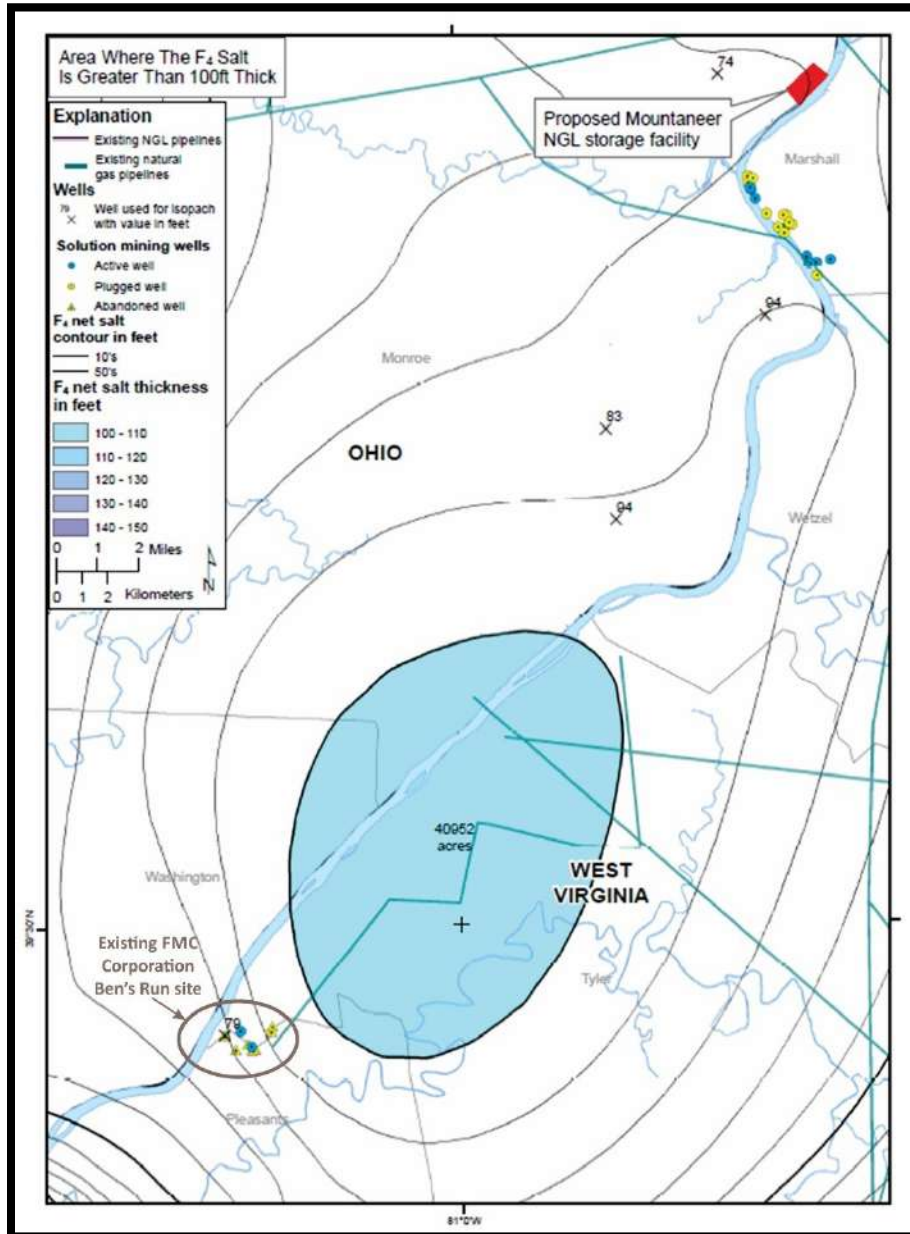 Area Where The F₄ Salt
Is Greater Than 100ft Thick
Explanation
Existing NGL pipelines
Existing natural
gas pipelines
Wells
79
Well used for isopach
with value in feet
Solution mining wells
Active well
Plugged well
Abandoned well
F₄ net salt
contour in feet
10's
50's
F₄ net salt thickness
in feet
100 - 110
110 - 120
120 - 130
130 - 140
140 - 150
0 1 2 Miles
0 1 2 Kilometers
N
74
Proposed Mountaineer
NGL storage facility
Marshall
94
Monroe
83
OHIO
94
Wetzel
40952
acres
WEST
VIRGINIA
Washington
39°30'N
Tyler
Existing FMC
Corporation
Ben's Run site
79
Pleasants
81°0'W